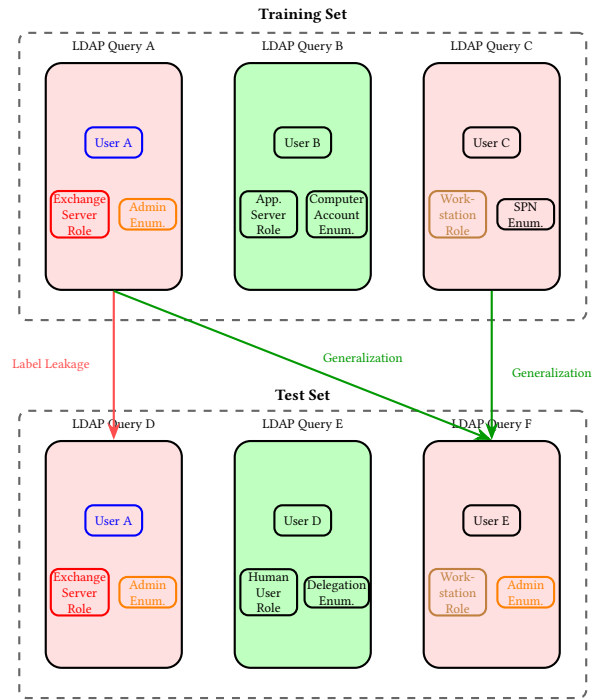 Training Set
LDAP Query A
LDAP Query B
LDAP Query C
User A
User B
User C
Exchange
Server
Role
Admin
Enum.
App.
Server
Role
Computer
Account
Enum.
Work-
station
Role
SPN
Enum.
Label Leakage
Generalization
Generalization
Test Set
LDAP Query D
LDAP Query E
LDAP Query F
User A
User D
User E
Exchange
Server
Role
Admin
Enum.
Human
User
Role
Delegation
Enum.
Work-
station
Role
Admin
Enum.